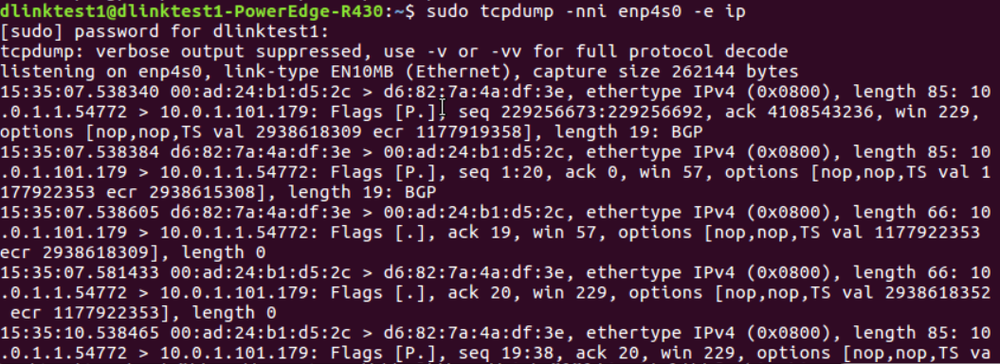 dlinktest1@dlinktest1-PowerEdge-R430:~$ sudo tcpdump -nni enp4s0 -e ip
[sudo] password for dlinktest1:
tcpdump: verbose output suppressed, use -v or -vv for full protocol decode
listening on enp4s0, link-type EN10MB (Ethernet), capture size 262144 bytes
15:35:07.538340 00:ad:24:b1:d5:2c > d6:82:7a:4a:df:3e, ethertype IPv4 (0x0800), length 85: 10
.0.1.1.54772 > 10.0.1.101.179: Flags [P.], seq 229256673:229256692, ack 4108543236, win 229,
options [nop,nop,TS val 2938618309 ecr 1177919358], length 19: BGP
15:35:07.538384 d6:82:7a:4a:df:3e > 00:ad:24:b1:d5:2c, ethertype IPv4 (0x0800), length 85: 10
.0.1.101.179 > 10.0.1.1.54772: Flags [P.], seq 1:20, ack 0, win 57, options [nop,nop,TS val 1
177922353 ecr 2938615308], length 19: BGP
15:35:07.538605 d6:82:7a:4a:df:3e > 00:ad:24:b1:d5:2c, ethertype IPv4 (0x0800), length 66: 10
.0.1.101.179 > 10.0.1.1.54772: Flags [.], ack 19, win 57, options [nop,nop,TS val 1177922353
ecr 2938618309], length 0
15:35:07.581433 00:ad:24:b1:d5:2c > d6:82:7a:4a:df:3e, ethertype IPv4 (0x0800), length 66: 10
.0.1.1.54772 > 10.0.1.101.179: Flags [.], ack 20, win 229, options [nop,nop,TS val 2938618352
 ecr 1177922353], length 0
15:35:10.538465 00:ad:24:b1:d5:2c > d6:82:7a:4a:df:3e, ethertype IPv4 (0x0800), length 85: 10
.0.1.1.54772 > 10.0.1.101.179: Flags [P.], seq 19:38, ack 20, win 229, options [nop,nop,TS va